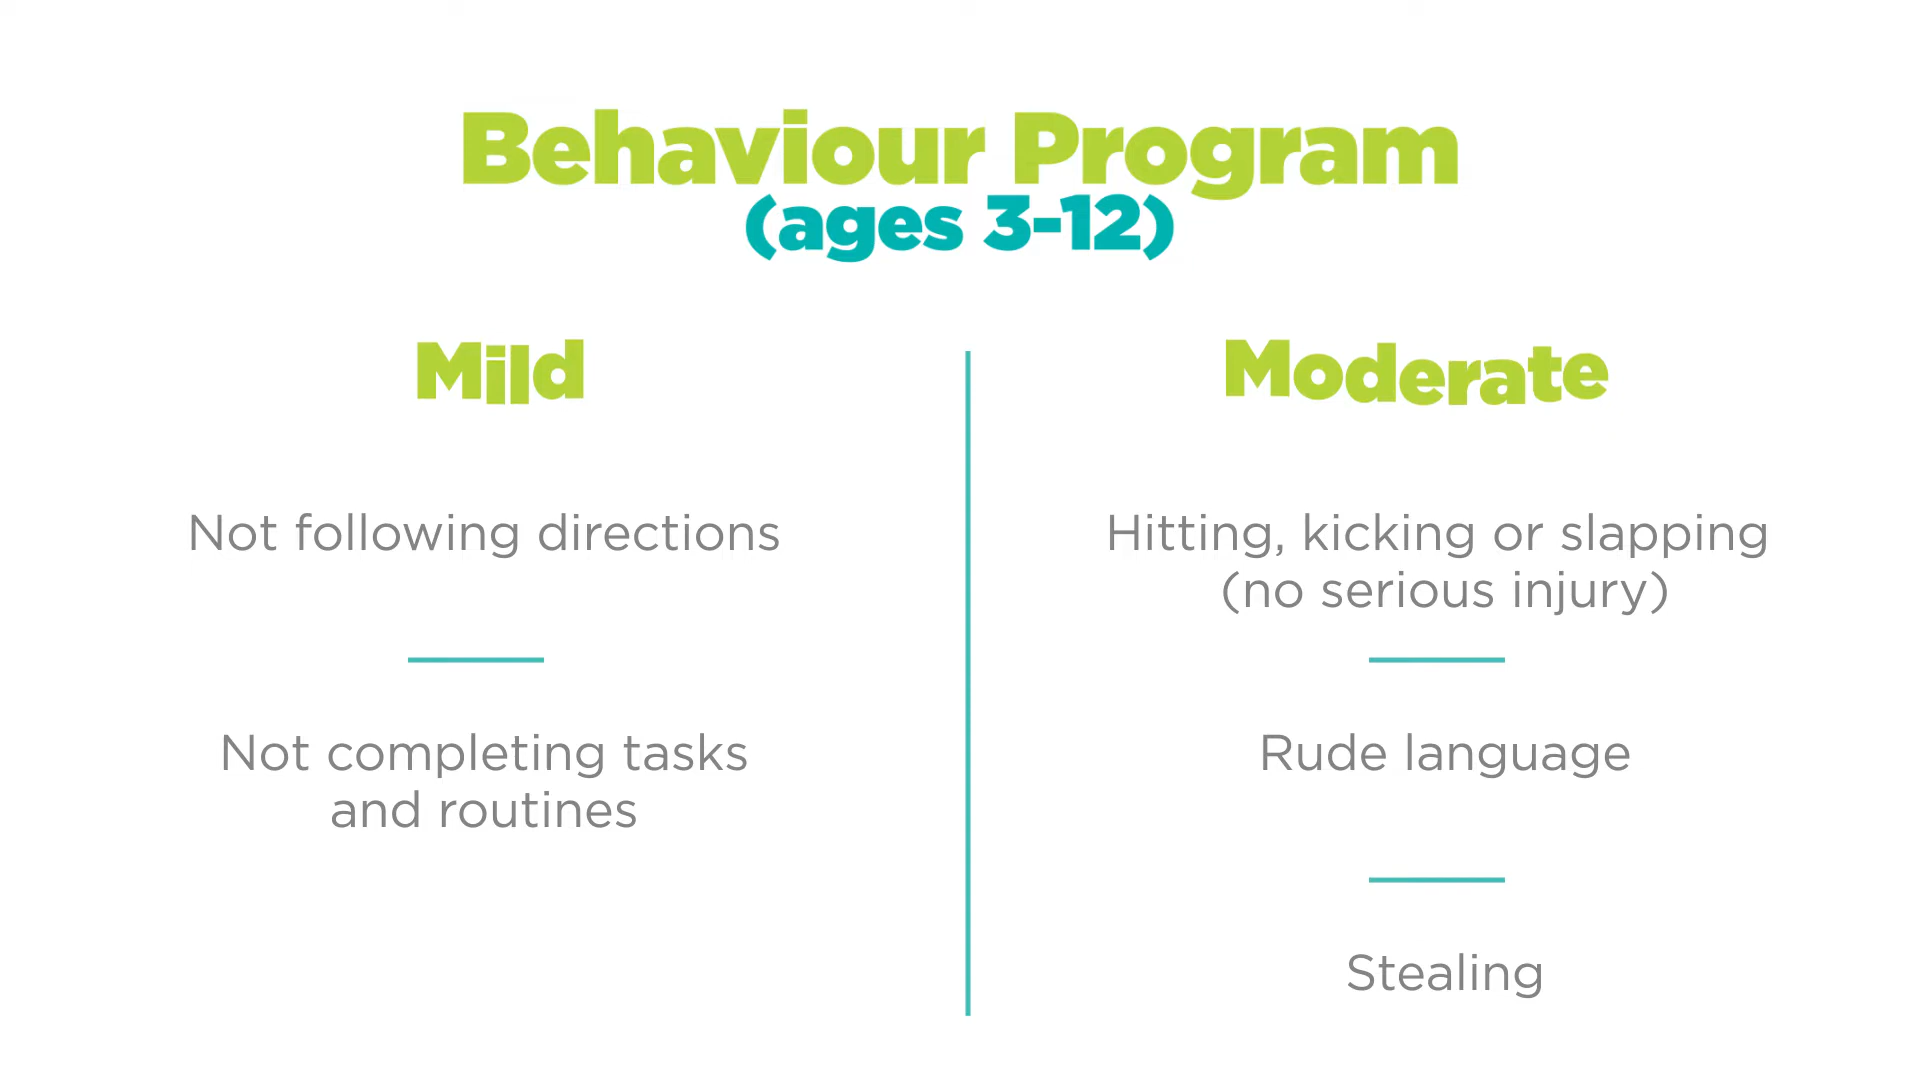 Behaviour Program
(ages 3-12)
Mild
Not following directions
Not completing tasks
and routines
Moderate
Hitting, kicking or slapping
(no serious injury)
Rude language
Stealing